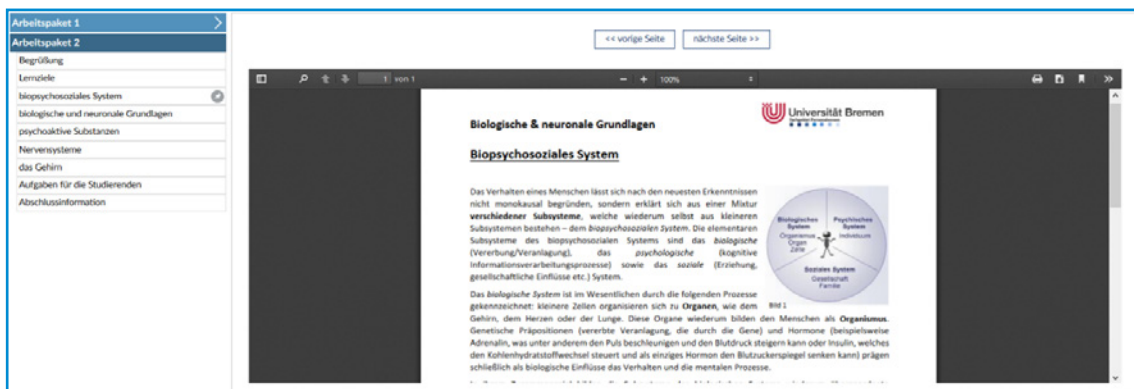 Arbeitspaket 1
Arbeitspaket 2
Begrüßung
Lernziele
biopsychosoziales System
biologische und neuronale Grundlagen
psychoaktive Substanzen
Nervensysteme
das Gehirn
Aufgaben für die Studierenden
Abschlussinformation
<< vorige Seite
nächste Seite >>
1 von 1
100%
Universität Bremen
Biologische & neuronale Grundlagen
Biopsychosoziales System
Das Verhalten eines Menschen lässt sich nach den neuesten Erkenntnissen
nicht monokausal begründen, sondern erklärt sich aus einer Mixtur
verschiedener Subsysteme, welche wiederum selbst aus kleineren
Subsystemen bestehen – dem biopsychosozialen System. Die elementaren
Subsysteme des biopsychosozialen Systems sind das biologische
(Vererbung/Veranlagung), das psychologische (kognitive
Informationsverarbeitungsprozesse) sowie das soziale (Erziehung,
gesellschaftliche Einflüsse etc.) System.
Biologisches
System
Organismus
Organ
Zelle
Psychisches
System
Individuum
Soziales System
Gesellschaft
Familie
Bild 1
Das biologische System ist im Wesentlichen durch die folgenden Prozesse
gekennzeichnet: kleinere Zellen organisieren sich zu Organen, wie dem
Gehirn, dem Herzen oder der Lunge. Diese Organe wiederum bilden den Menschen als Organismus.
Genetische Präpositionen (vererbte Veranlagung, die durch die Gene) und Hormone (beispielsweise
Adrenalin, was unter anderem den Puls beschleunigen und den Blutdruck steigern kann oder Insulin, welches
den Kohlenhydratstoffwechsel steuert und als einziges Hormon den Blutzuckerspiegel senken kann) prägen
schließlich als biologische Einflüsse das Verhalten und die mentalen Prozesse.